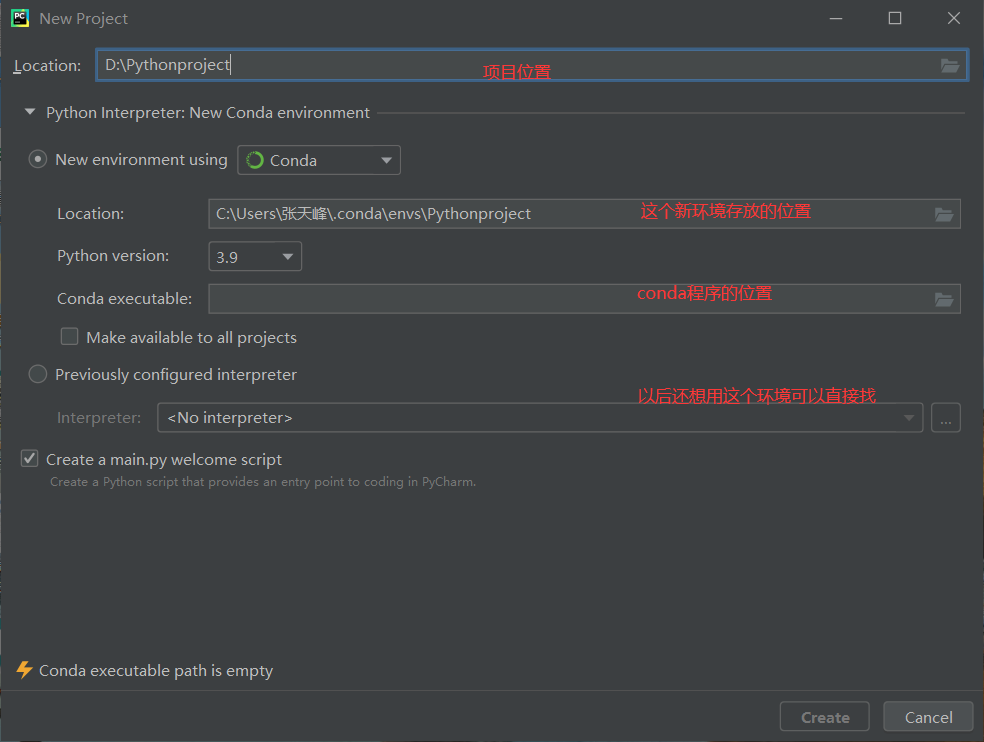 New Project
Location: D:\Pythonproject 项目位置
Python Interpreter: New Conda environment
New environment using Conda
Location: C:\Users\张天峰\.conda\envs\Pythonproject 这个新环境存放的位置
Python version: 3.9
Conda executable: conda程序的位置
Make available to all projects
Previously configured interpreter
以后还想用这个环境可以直接找
Interpreter: <No interpreter> ...
Create a main.py welcome script
Create a Python script that provides an entry point to coding in PyCharm.
Conda executable path is empty
Create Cancel